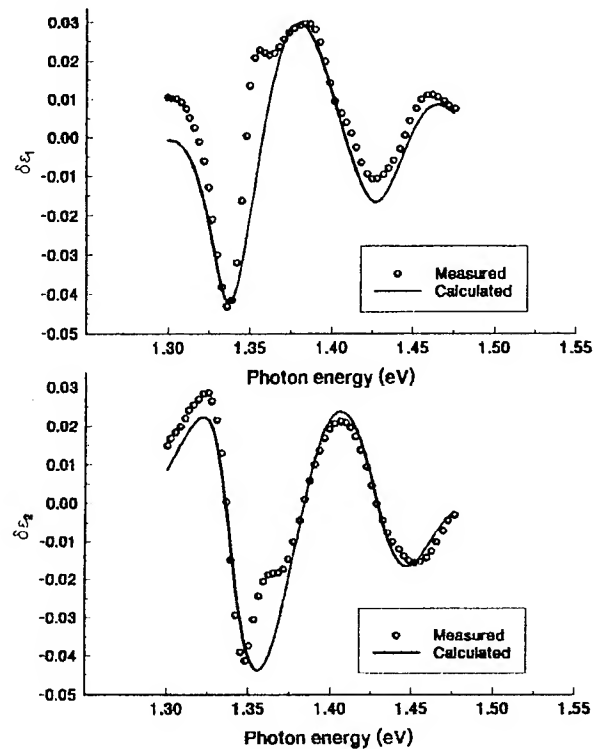 0.03
0.02
0.01
0.00
-0.01
-0.02
-0.03
-0.04
-0.05
δε1
Measured
Calculated
1.30 1.35 1.40 1.45 1.50 1.55
Photon energy (eV)
0.03
0.02
0.01
0.00
-0.01
-0.02
-0.03
-0.04
-0.05
δε2
Measured
Calculated
1.30 1.35 1.40 1.45 1.50 1.55
Photon energy (eV)